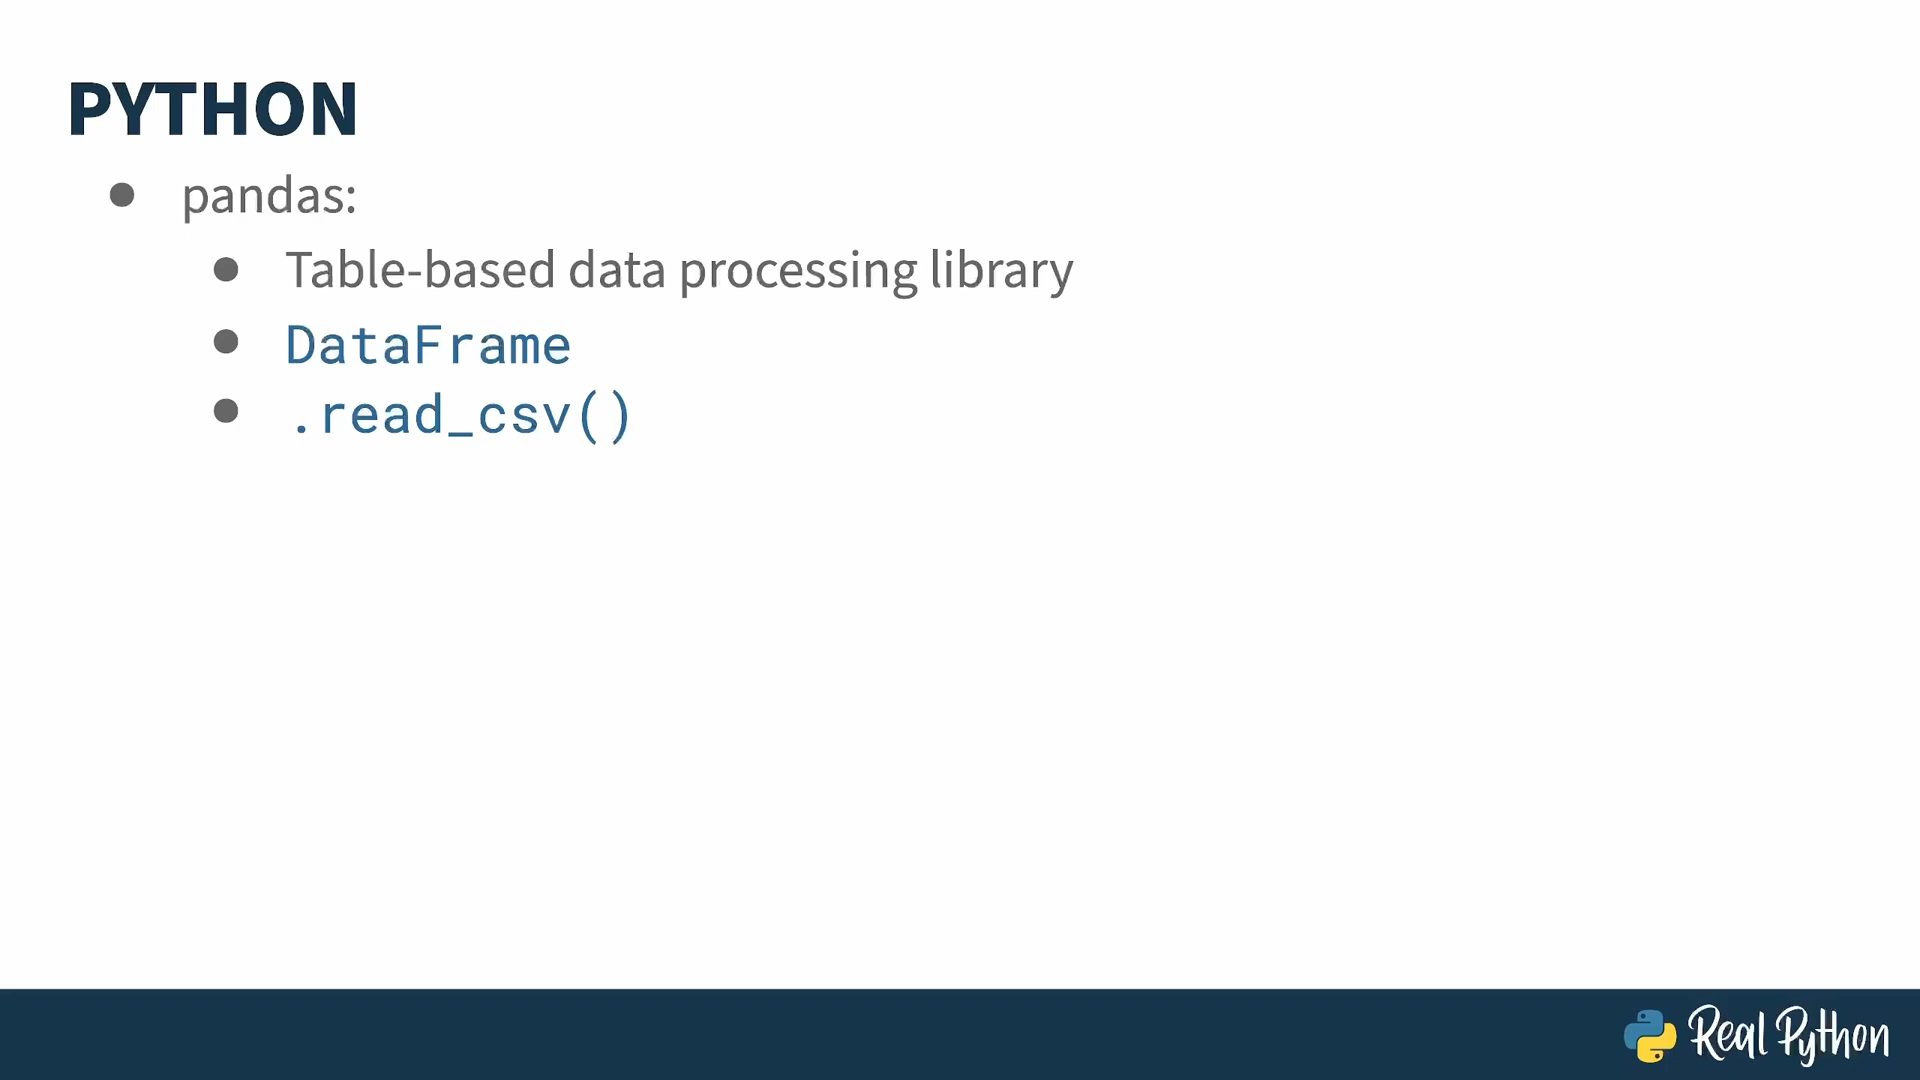 PYTHON
● pandas:
● Table-based data processing library
● DataFrame
● .read_csv()
Real Python